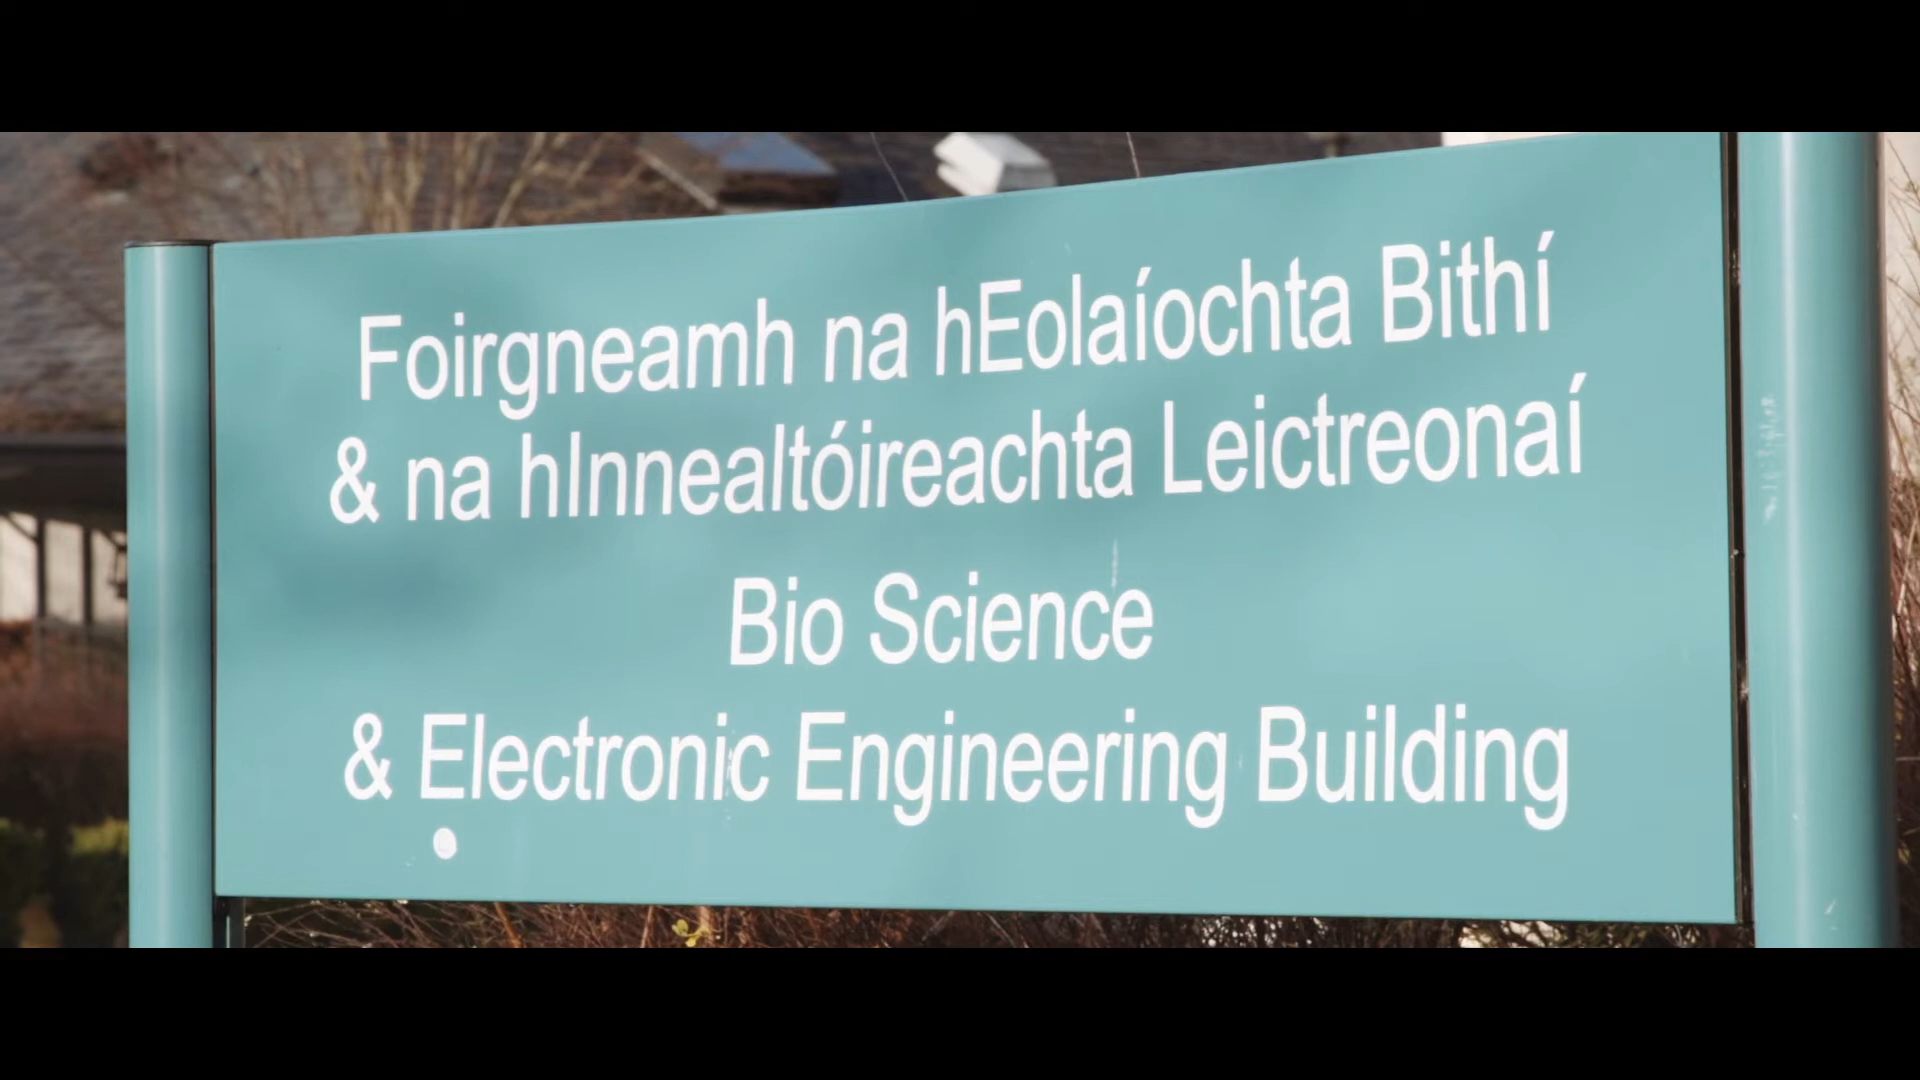 Foirgneamh na hEolaíochta Bithí
& na hInnealtóireachta Leictreonaí
Bio Science
& Electronic Engineering Building